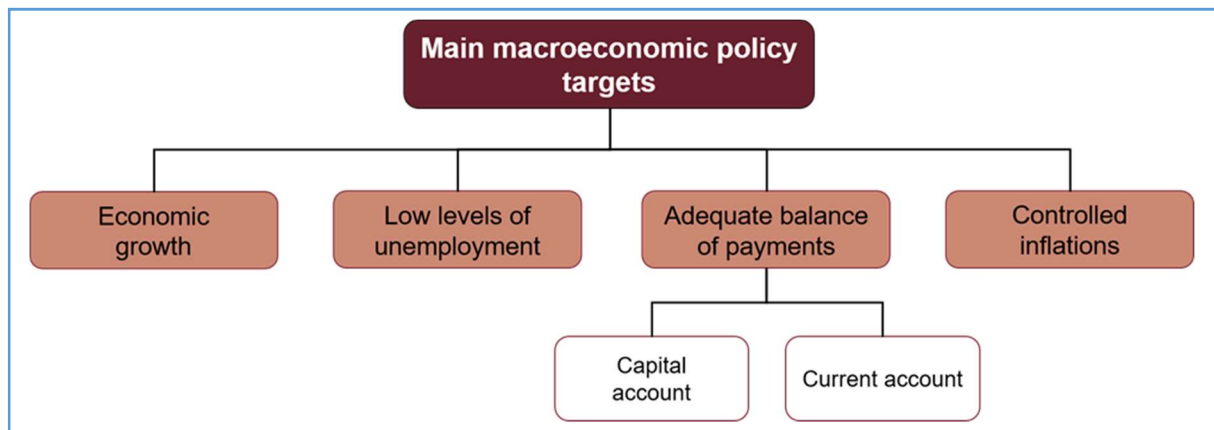 Main macroeconomic policy
targets
Economic
growth
Low levels of
unemployment
Adequate balance
of payments
Controlled
inflations
Capital
account
Current account